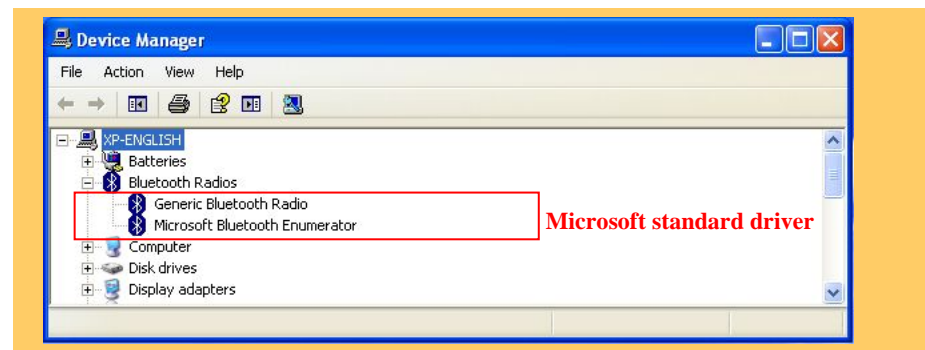 Device Manager
File Action View Help
XP-ENGLISH
Batteries
Bluetooth Radios
Generic Bluetooth Radio
Microsoft Bluetooth Enumerator
Microsoft standard driver
Computer
Disk drives
Display adapters